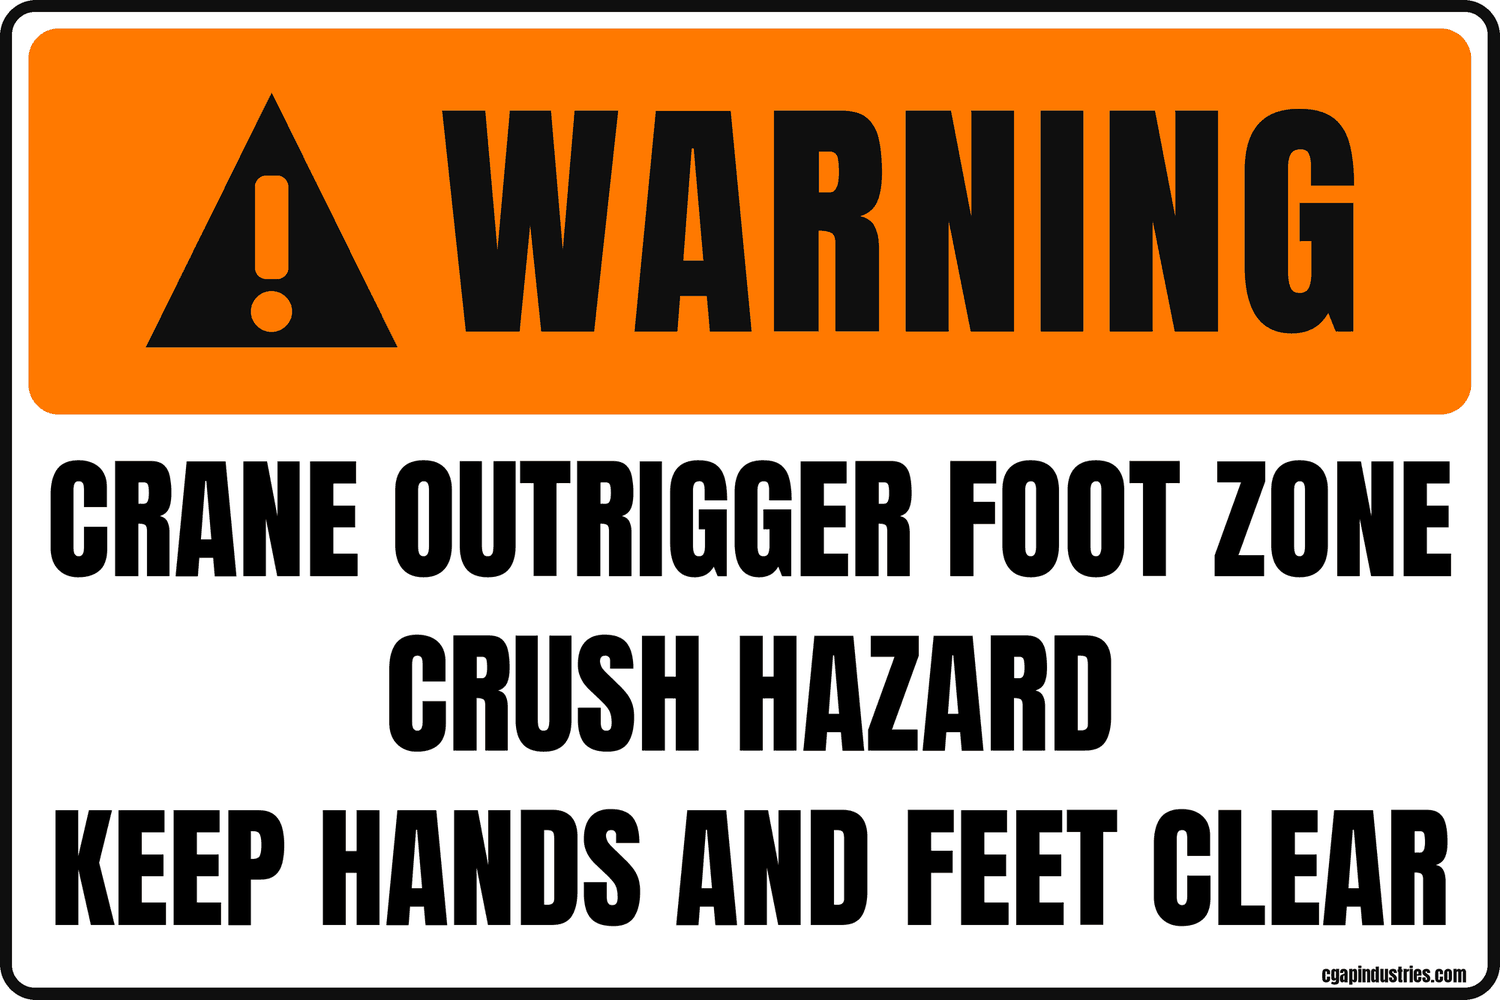 WARNING
CRANE OUTRIGGER FOOT ZONE
CRUSH HAZARD
KEEP HANDS AND FEET CLEAR
cgapindustries.com